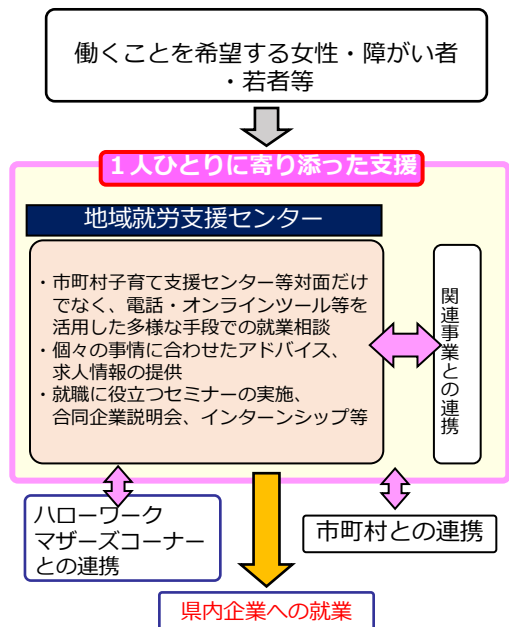 働くことを希望する女性・障がい者
・若者等
１人ひとりに寄り添った支援
地域就労支援センター
・市町村子育て支援センター等対面だけ
でなく、電話・オンラインツール等を
活用した多様な手段での就業相談
・個々の事情に合わせたアドバイス、
求人情報の提供
・就職に役立つセミナーの実施、
合同企業説明会、インターンシップ等
関連事業との連携
ハローワーク
マザーズコーナー
との連携
市町村との連携
県内企業への就業